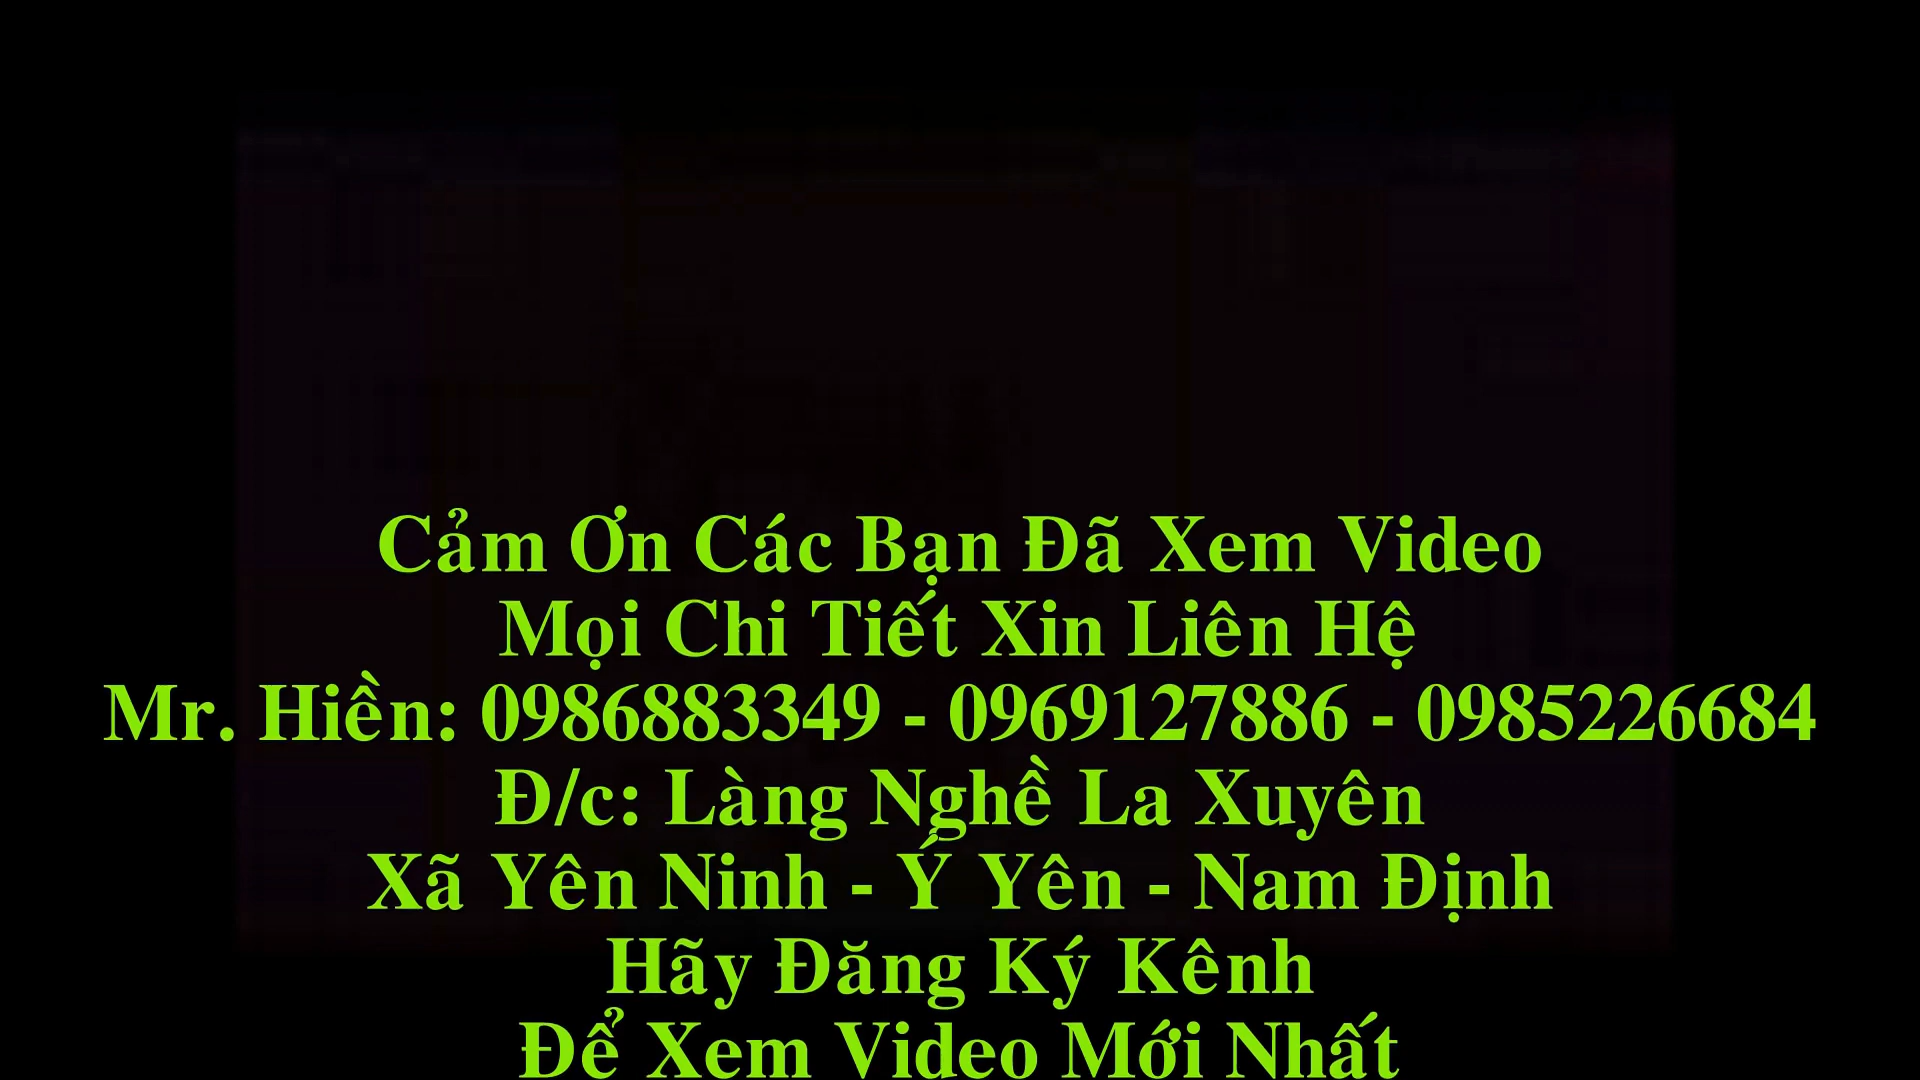 Cảm Ơn Các Bạn Đã Xem Video
Mọi Chi Tiết Xin Liên Hệ
Mr. Hiền: 0986883349 - 0969127886 - 0985226684
Đ/c: Làng Nghề La Xuyên
Xã Yên Ninh - Ý Yên - Nam Định
Hãy Đăng Ký Kênh
Để Xem Video Mới Nhất